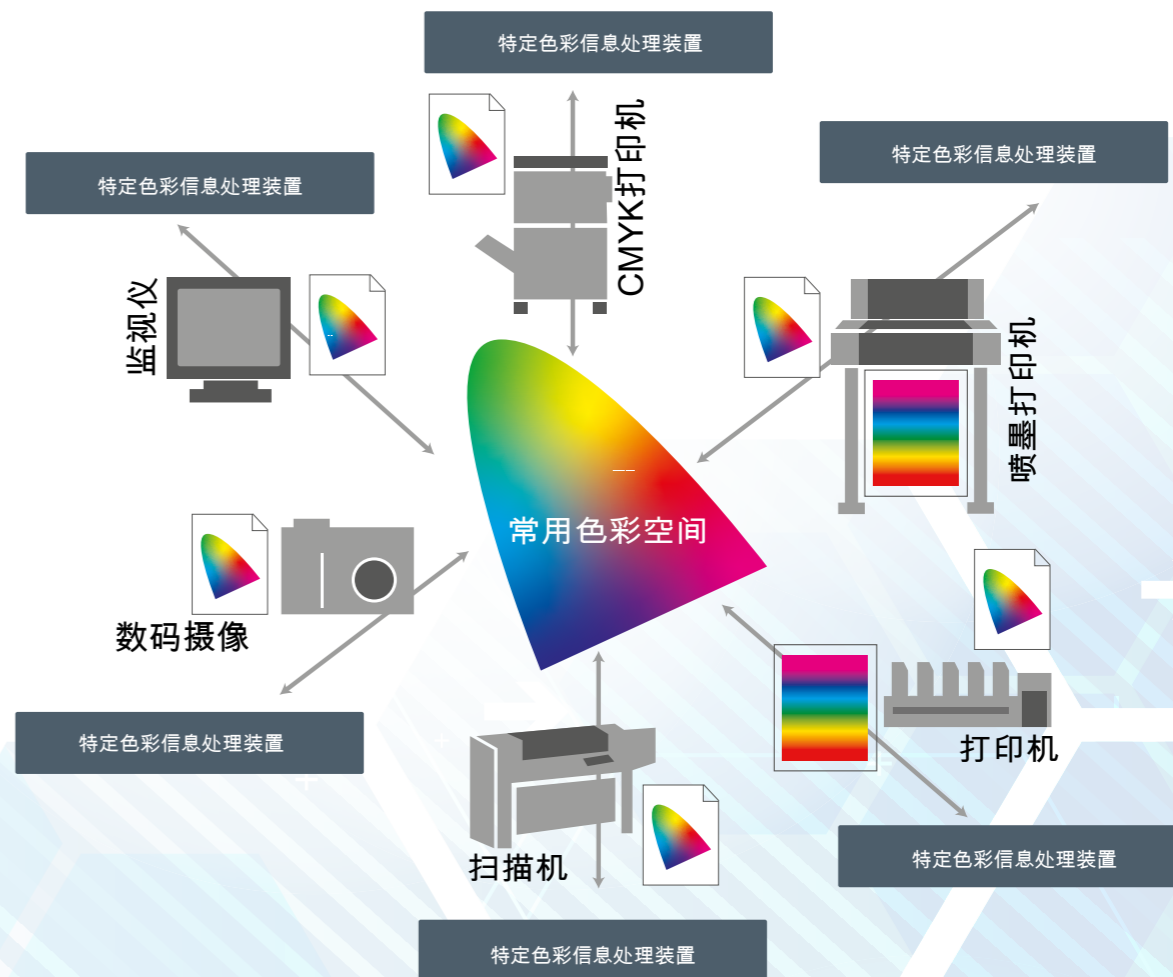 特定色彩信息处理装置
CMYK打印机
特定色彩信息处理装置
特定色彩信息处理装置
监视仪
喷墨打印机
常用色彩空间
数码摄像
特定色彩信息处理装置
打印机
扫描机
特定色彩信息处理装置
特定色彩信息处理装置